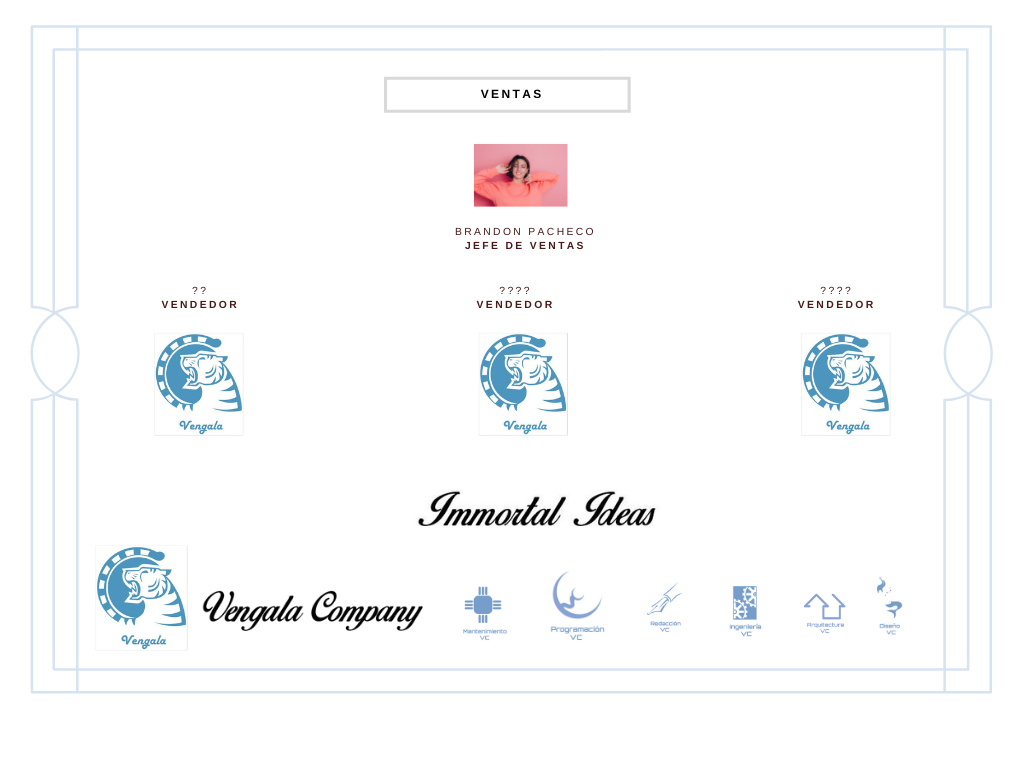 VENTAS
BRANDON PACHECO
JEFE DE VENTAS
??
VENDEDOR
????
VENDEDOR
????
VENDEDOR
Vengala
Vengala
Vengala
Immortal Ideas
Vengala
Vengala Company
Mantenimiento
VC
Programación
VC
Redacción
VC
Ingeniería
VC
Arquitectura
VC
Diseño
VC